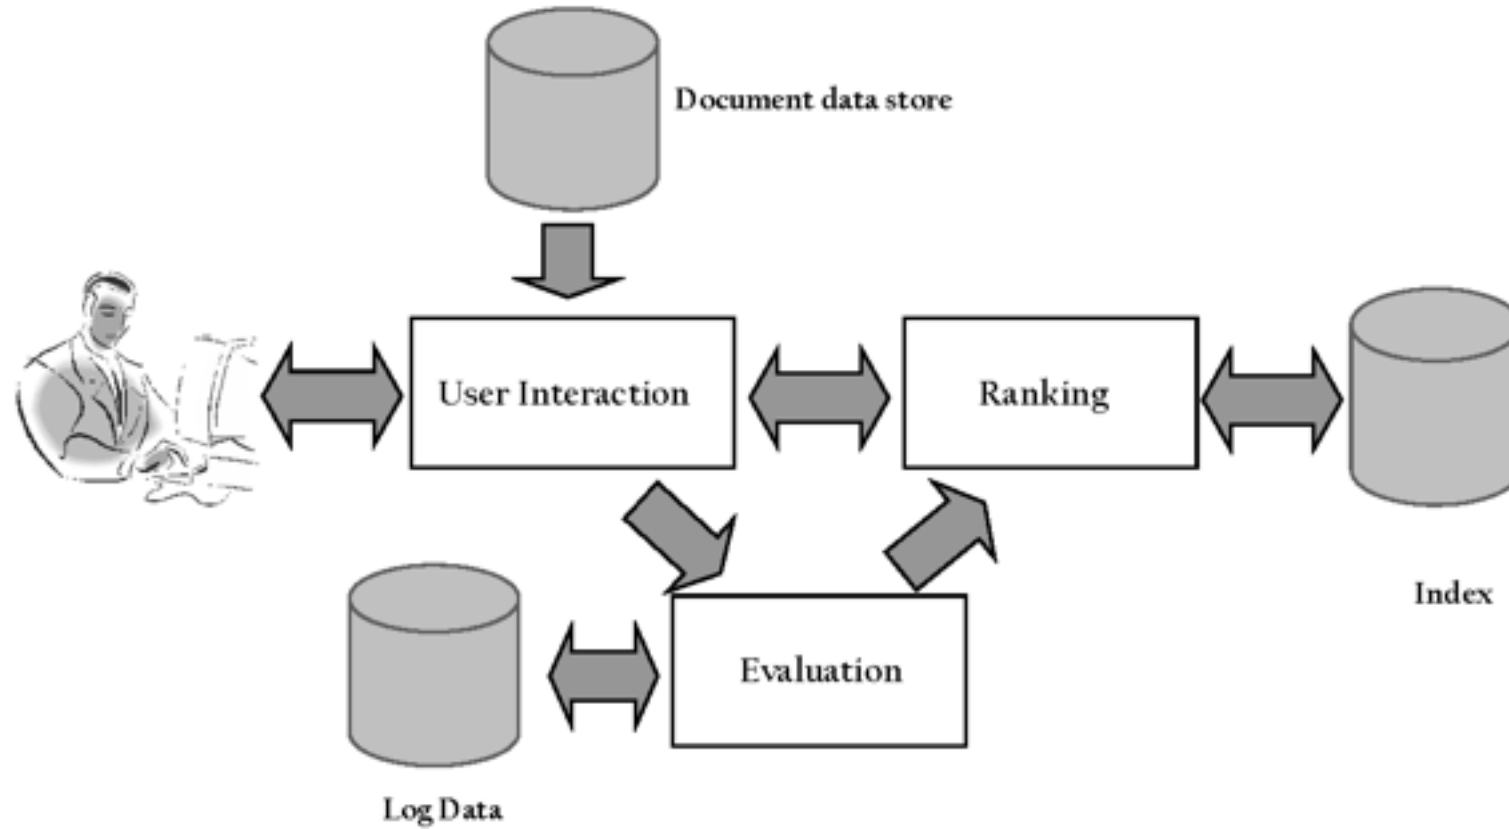 Document data store
User Interaction
Ranking
Index
Evaluation
Log Data